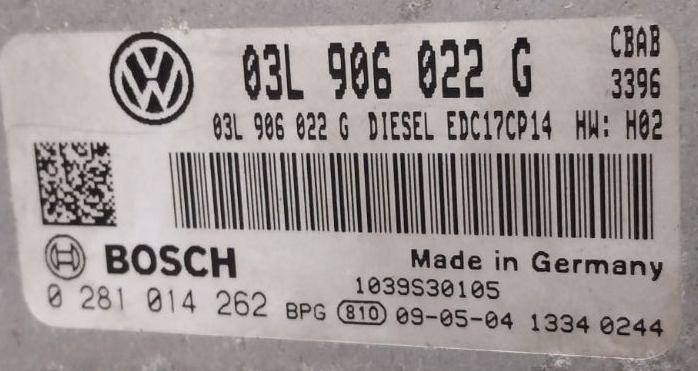 03L 906 022 G CBAB
3396
03L 906 022 G DIESEL EDC17CP14 HW: H02
BOSCH Made in Germany
1039S30105
0 281 014 262 BPG 810 09-05-04 1334 0244